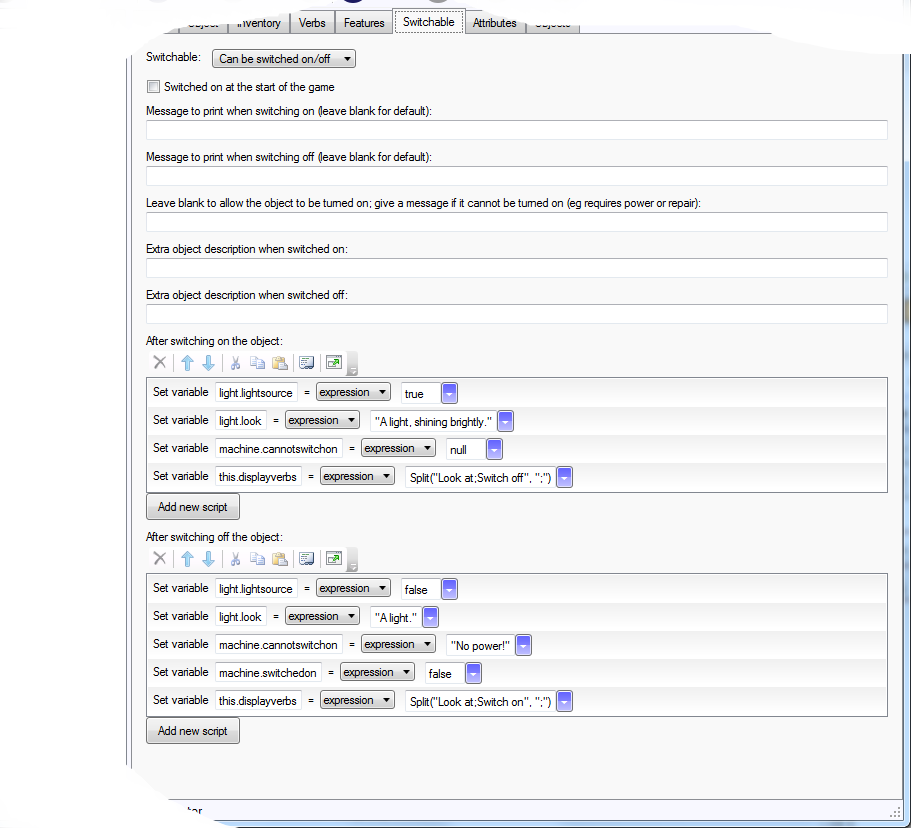 Inventory Verbs Features Switchable Attributes
Switchable: Can be switched on/off
Switched on at the start of the game
Message to print when switching on (leave blank for default):
Message to print when switching off (leave blank for default):
Leave blank to allow the object to be turned on; give a message if it cannot be turned on (eg requires power or repair):
Extra object description when switched on:
Extra object description when switched off:
After switching on the object:
Set variable light.lightsource = expression true
Set variable light.look = expression "A light, shining brightly."
Set variable machine.cannotswitchon = expression null
Set variable this.displayverbs = expression Split("Look at;Switch off", ";")
Add new script
After switching off the object:
Set variable light.lightsource = expression false
Set variable light.look = expression "A light."
Set variable machine.cannotswitchon = expression "No power!"
Set variable machine.switchedon = expression false
Set variable this.displayverbs = expression Split("Look at;Switch on", ";")
Add new script